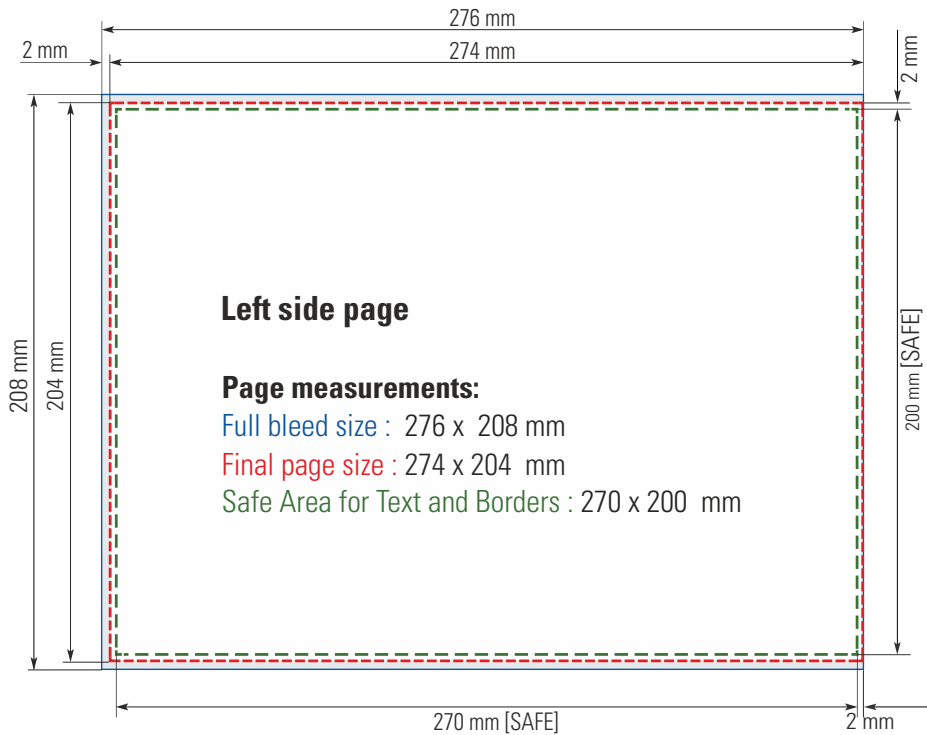 276 mm
2 mm
274 mm
2 mm
208 mm
204 mm
200 mm [SAFE]
Left side page
Page measurements:
Full bleed size : 276 x 208 mm
Final page size : 274 x 204 mm
Safe Area for Text and Borders : 270 x 200 mm
270 mm [SAFE]
2 mm